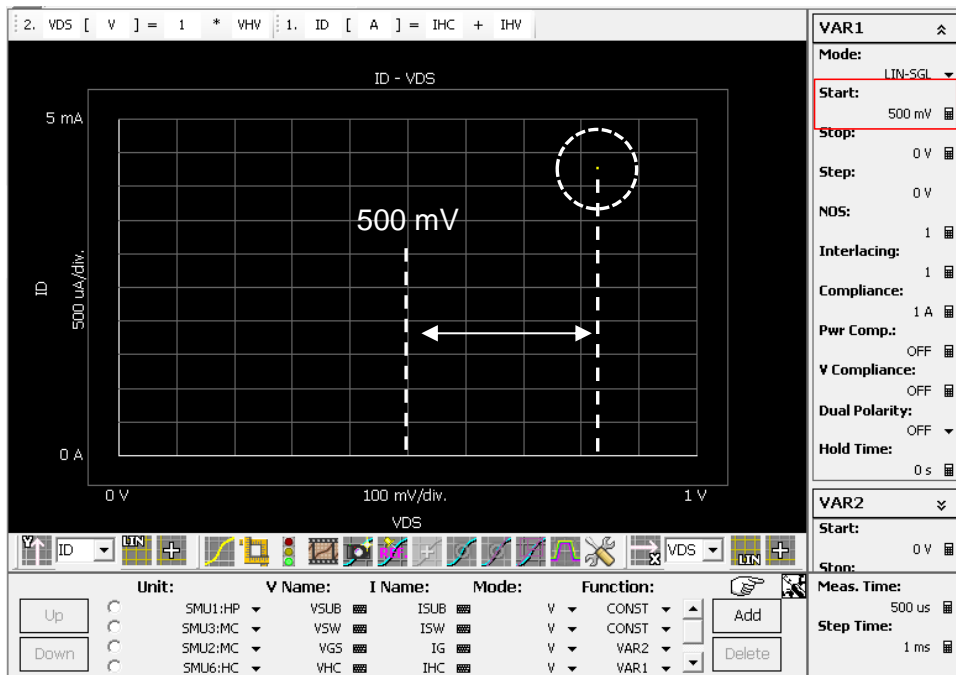 2. VDS [ V ] = 1 * VHV 1. ID [ A ] = IHC + IHV
ID - VDS
5 mA
500 mV
ID
500 uA/div.
0 A
0 V 100 mV/div. 1 V
VDS
VAR1
Mode:
LIN-SGL
Start:
500 mV
Stop:
0 V
Step:
0 V
NOS:
1
Interlacing:
1
Compliance:
1 A
Pwr Comp.:
OFF
V Compliance:
OFF
Dual Polarity:
OFF
Hold Time:
0 s
VAR2
Start:
0 V
Stop:
Y ID LIN REF X VDS LIN
Unit: V Name: I Name: Mode: Function:
Up SMU1:HP VSUB ISUB V CONST Add
SMU3:MC VSW ISW V CONST
Down SMU2:MC VGS IG V VAR2 Delete
SMU6:HC VHC IHC V VAR1
Meas. Time:
500 us
Step Time:
1 ms